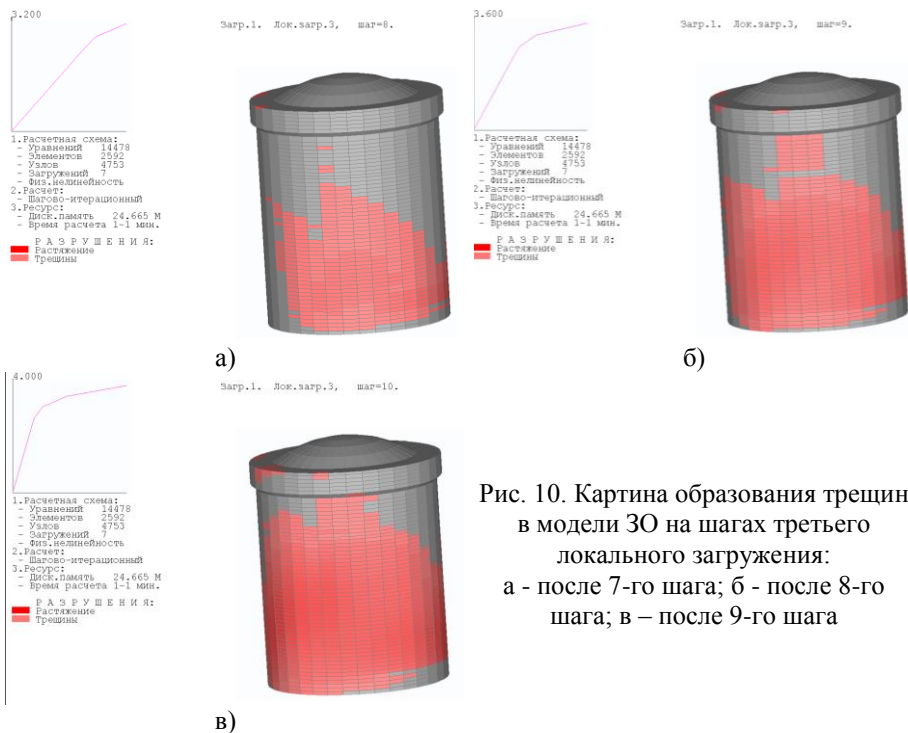 3.200
Загр.1. Лок.загр.3, шаг=8.
1.Расчетная схема:
- Уравнений 14478
- Элементов 2592
- Узлов 4753
- Загружений 7
- Физ.нелинейность
2.Расчет:
- Шагово-итерационный
3.Ресурс:
- Диск.память 24.665 М
- Время расчета 1-1 мин.
Р А З Р У Ш Е Н И Я:
Растяжение
Трещины
а)
3.600
Загр.1. Лок.загр.3, шаг=9.
1.Расчетная схема:
- Уравнений 14478
- Элементов 2592
- Узлов 4753
- Загружений 7
- Физ.нелинейность
2.Расчет:
- Шагово-итерационный
3.Ресурс:
- Диск.память 24.665 М
- Время расчета 1-1 мин.
Р А З Р У Ш Е Н И Я:
Растяжение
Трещины
б)
4.000
Загр.1. Лок.загр.3, шаг=10.
1.Расчетная схема:
- Уравнений 14478
- Элементов 2592
- Узлов 4753
- Загружений 7
- Физ.нелинейность
2.Расчет:
- Шагово-итерационный
3.Ресурс:
- Диск.память 24.665 М
- Время расчета 1-1 мин.
Р А З Р У Ш Е Н И Я:
Растяжение
Трещины
в)
Рис. 10. Картина образования трещин
в модели ЗО на шагах третьего
локального загружения:
а - после 7-го шага; б - после 8-го
шага; в – после 9-го шага